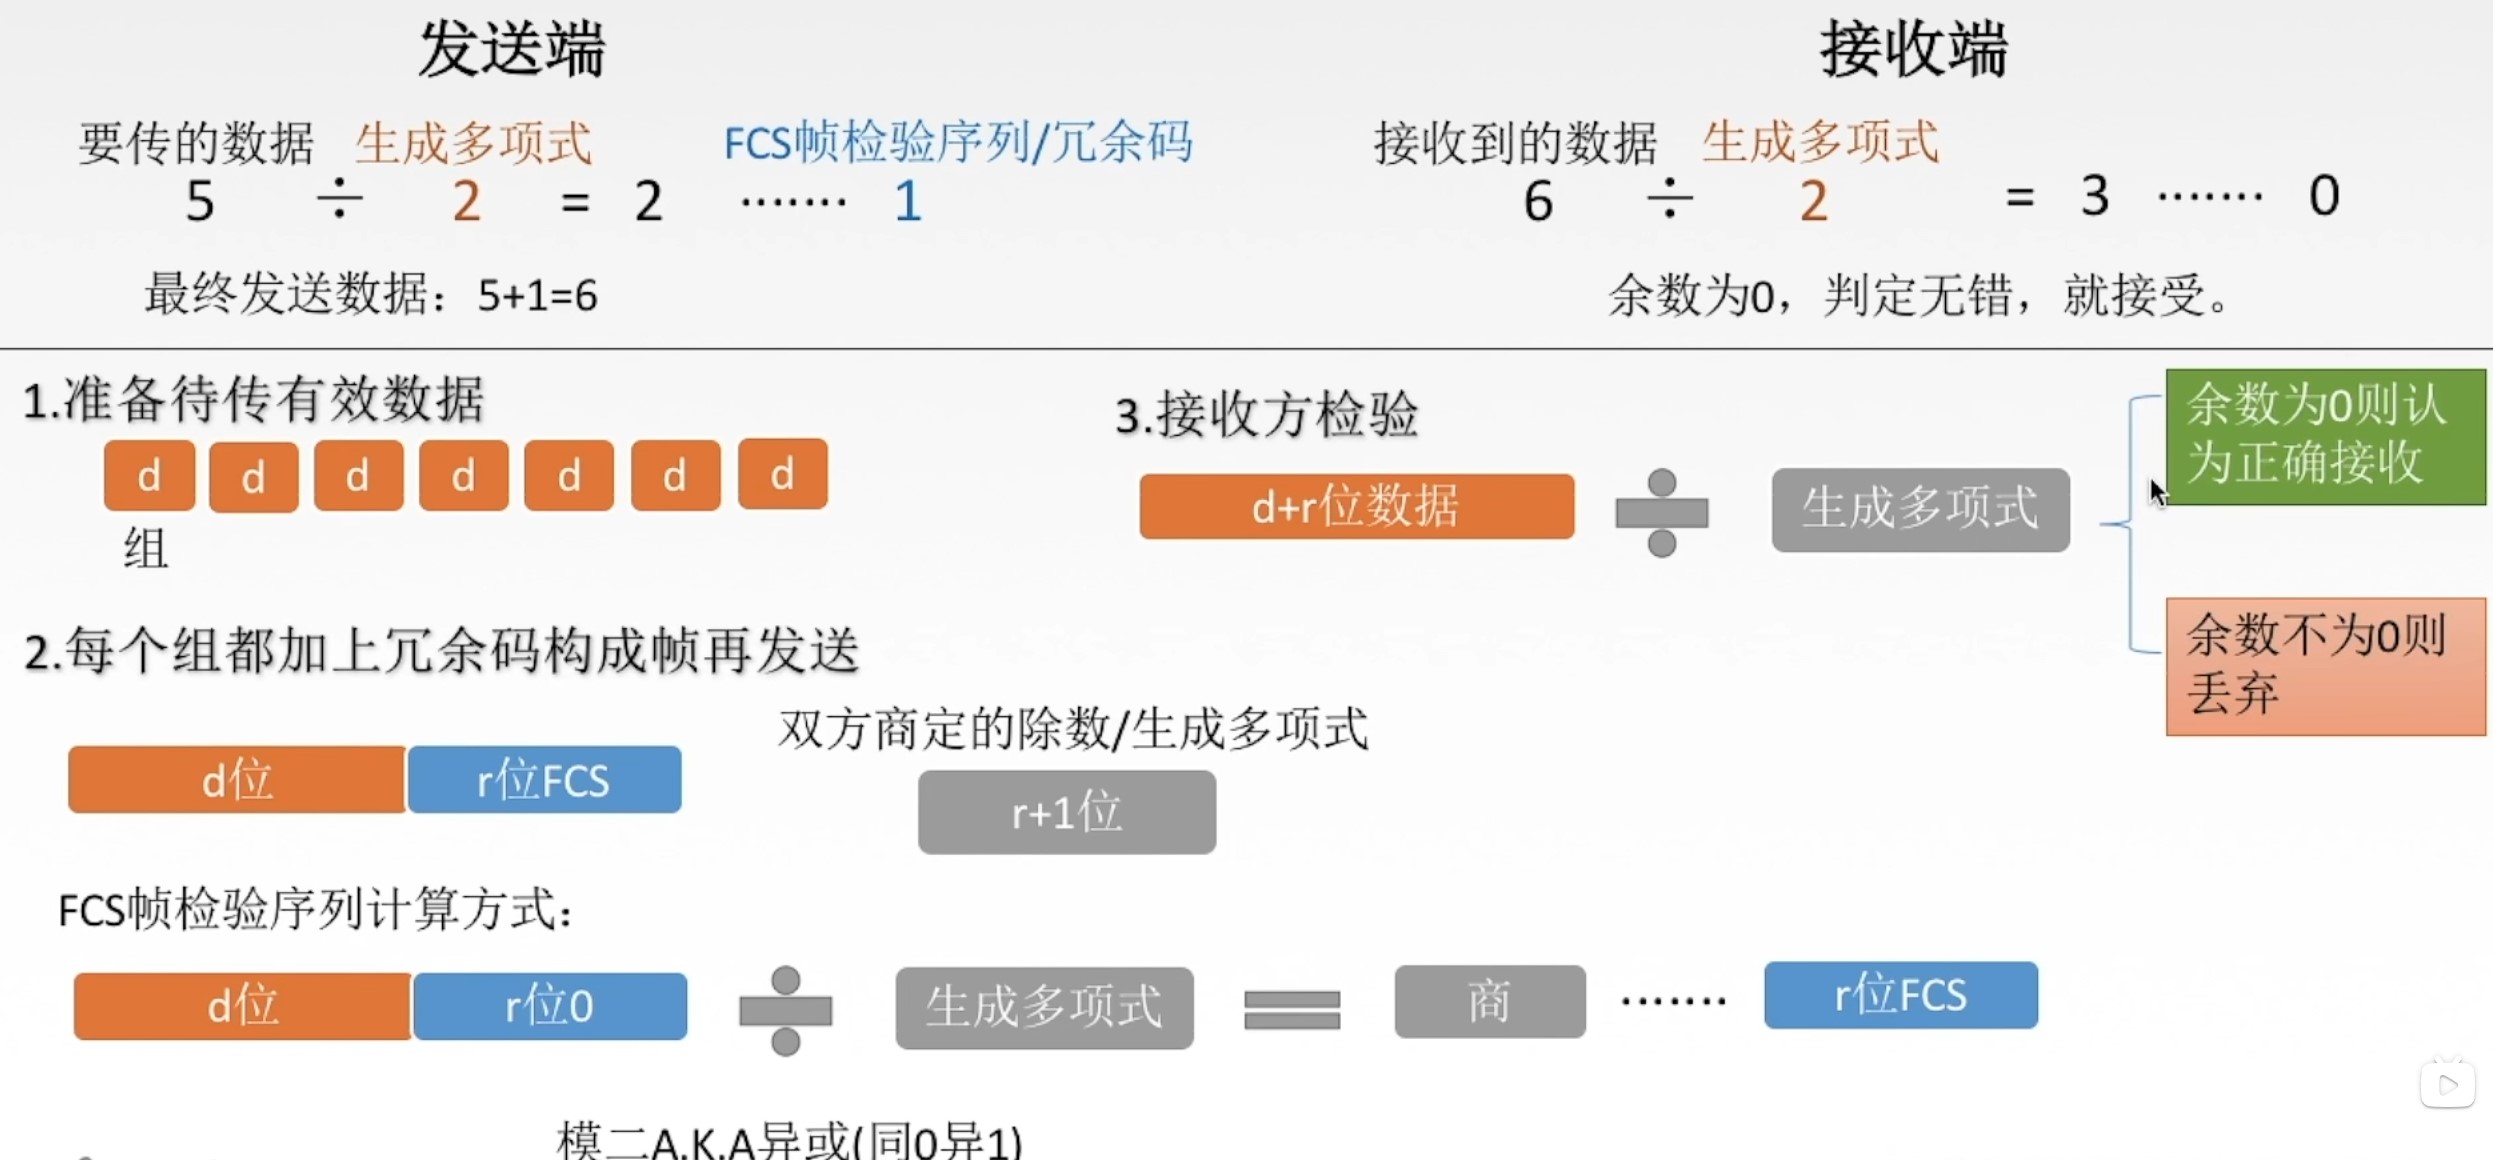 发送端
要传的数据 生成多项式 FCS帧检验序列/冗余码
5 ÷ 2 = 2 ······· 1
最终发送数据：5+1=6
接收端
接收到的数据 生成多项式
6 ÷ 2 = 3 ······· 0
余数为0，判定无错，就接受。
1.准备待传有效数据
d d d d d d d
组
2.每个组都加上冗余码构成帧再发送
d位 r位FCS
双方商定的除数/生成多项式
r+1位
FCS帧检验序列计算方式：
d位 r位0 ÷ 生成多项式 = 商 ······· r位FCS
模二A.K.A异或(同0异1)
3.接收方检验
d+r位数据 ÷ 生成多项式
余数为0则认
为正确接收
余数不为0则
丢弃